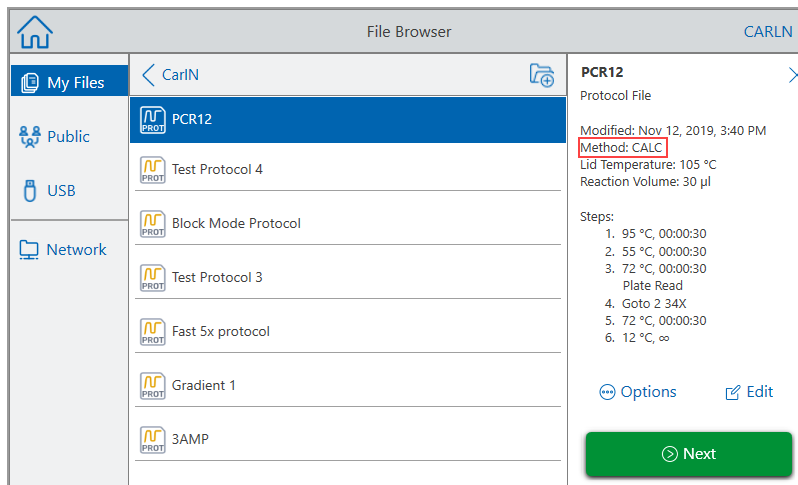 File Browser
CARLN
My Files
Public
USB
Network
CarlN
PROT
PCR12
PROT
Test Protocol 4
PROT
Block Mode Protocol
PROT
Test Protocol 3
PROT
Fast 5x protocol
PROT
Gradient 1
PROT
3AMP
PCR12
Protocol File
Modified: Nov 12, 2019, 3:40 PM
Method: CALC
Lid Temperature: 105 °C
Reaction Volume: 30 µl
Steps:
1. 95 °C, 00:00:30
2. 55 °C, 00:00:30
3. 72 °C, 00:00:30
Plate Read
4. Goto 2 34X
5. 72 °C, 00:00:30
6. 12 °C, ∞
Options
Edit
Next